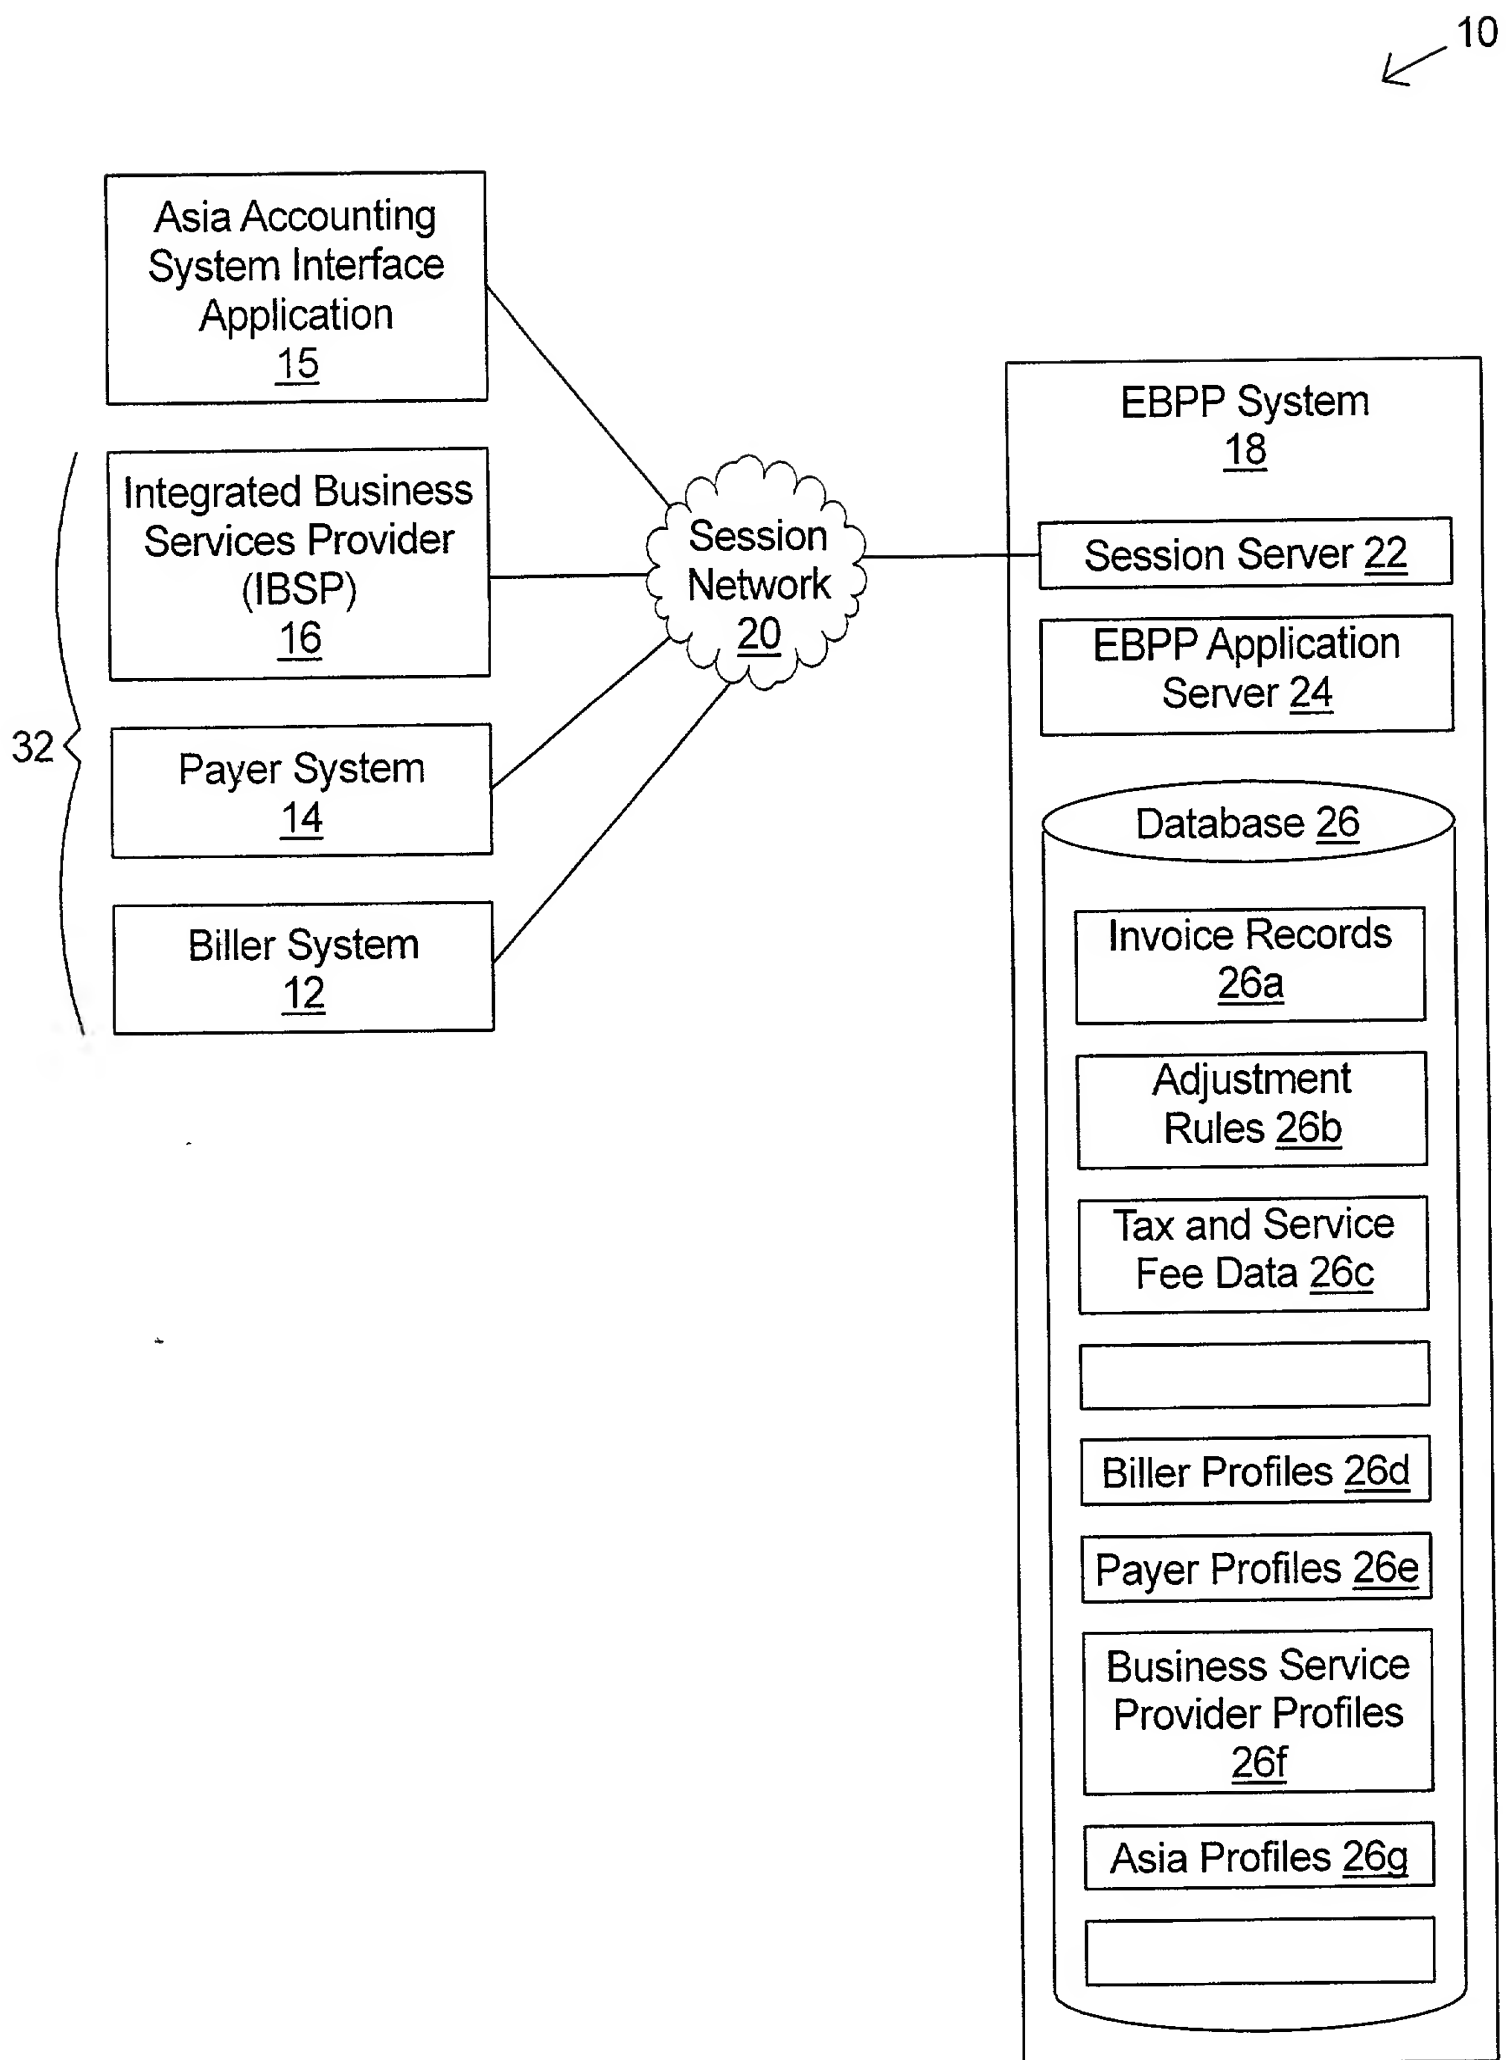 10
Asia Accounting
System Interface
Application
15
Integrated Business
Services Provider
(IBSP)
16
32
Payer System
14
Biller System
12
Session
Network
20
EBPP System
18
Session Server 22
EBPP Application
Server 24
Database 26
Invoice Records
26a
Adjustment
Rules 26b
Tax and Service
Fee Data 26c
Biller Profiles 26d
Payer Profiles 26e
Business Service
Provider Profiles
26f
Asia Profiles 26g